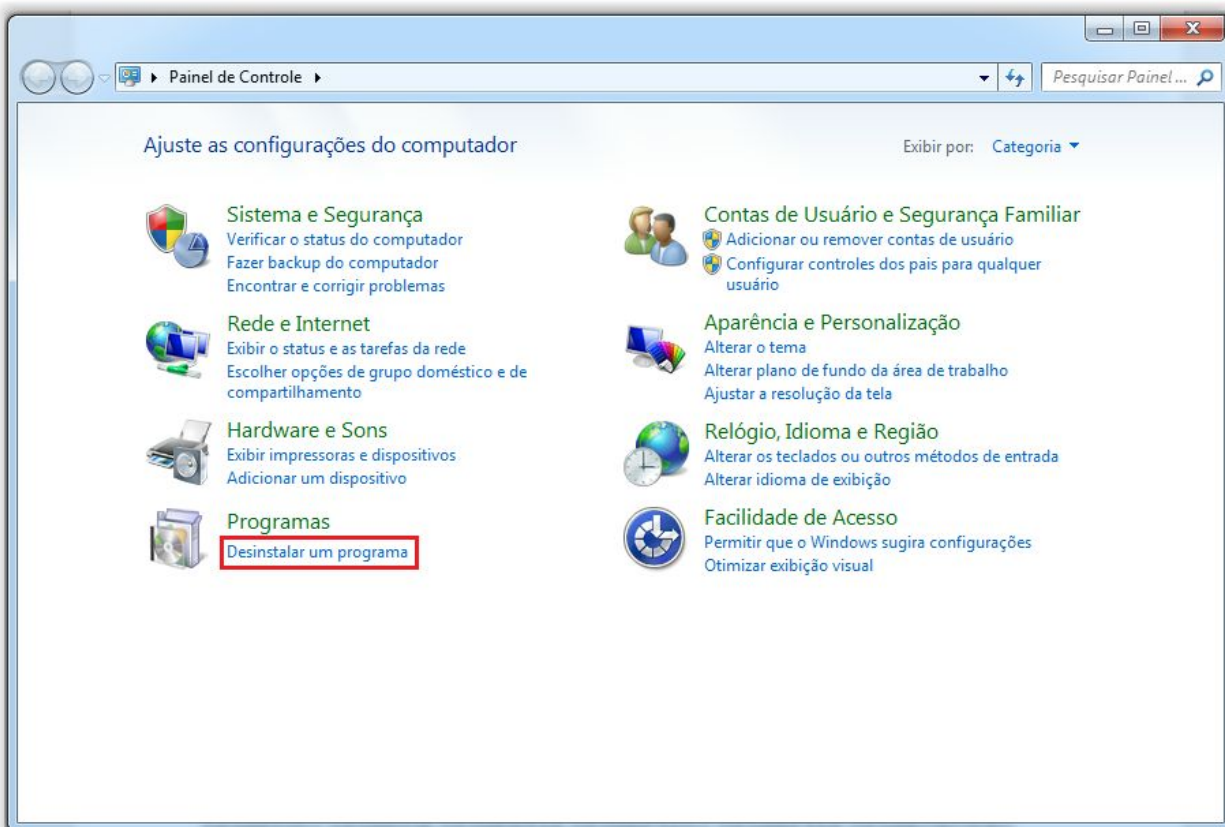 Painel de Controle
Pesquisar Painel ...
Ajuste as configurações do computador
Exibir por: Categoria
Sistema e Segurança
Verificar o status do computador
Fazer backup do computador
Encontrar e corrigir problemas
Rede e Internet
Exibir o status e as tarefas da rede
Escolher opções de grupo doméstico e de
compartilhamento
Hardware e Sons
Exibir impressoras e dispositivos
Adicionar um dispositivo
Programas
Desinstalar um programa
Contas de Usuário e Segurança Familiar
Adicionar ou remover contas de usuário
Configurar controles dos pais para qualquer
usuário
Aparência e Personalização
Alterar o tema
Alterar plano de fundo da área de trabalho
Ajustar a resolução da tela
Relógio, Idioma e Região
Alterar os teclados ou outros métodos de entrada
Alterar idioma de exibição
Facilidade de Acesso
Permitir que o Windows sugira configurações
Otimizar exibição visual